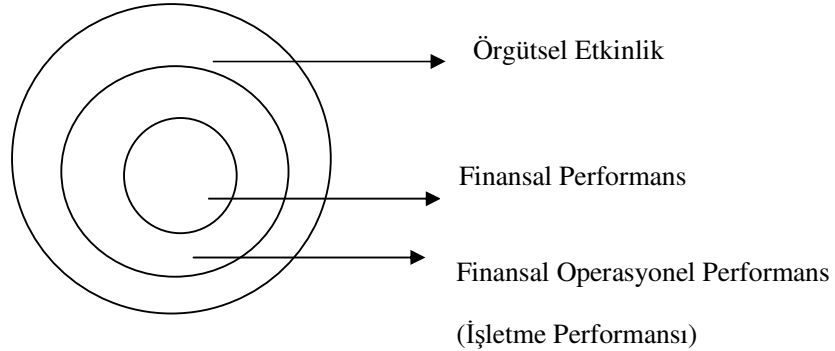 Örgütsel Etkinlik
Finansal Performans
Finansal Operasyonel Performans
(İşletme Performansı)